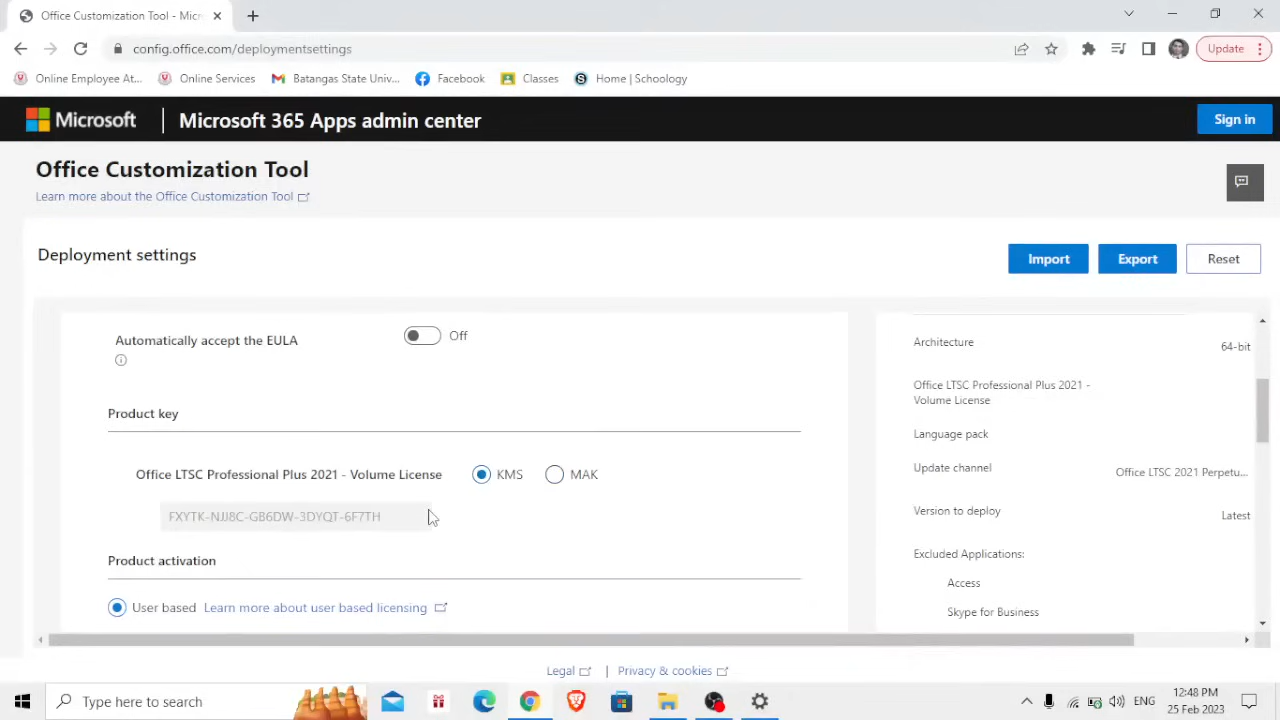 Office Customization Tool - Micr
config.office.com/deploymentsettings
Update
Online Employee At...
Online Services
Batangas State Univ...
Facebook
Classes
Home | Schoology
Microsoft
Microsoft 365 Apps admin center
Sign in
Office Customization Tool
Learn more about the Office Customization Tool
Deployment settings
Import
Export
Reset
Automatically accept the EULA
Off
Product key
Office LTSC Professional Plus 2021 - Volume License
KMS
MAK
FXYTK-NJJ8C-GB6DW-3DYQT-6F7TH
Product activation
User based
Learn more about user based licensing
Architecture
64-bit
Office LTSC Professional Plus 2021 -
Volume License
Language pack
Update channel
Office LTSC 2021 Perpetu...
Version to deploy
Latest
Excluded Applications:
Access
Skype for Business
Legal
|
Privacy & cookies
Type here to search
ENG
12:48 PM
25 Feb 2023